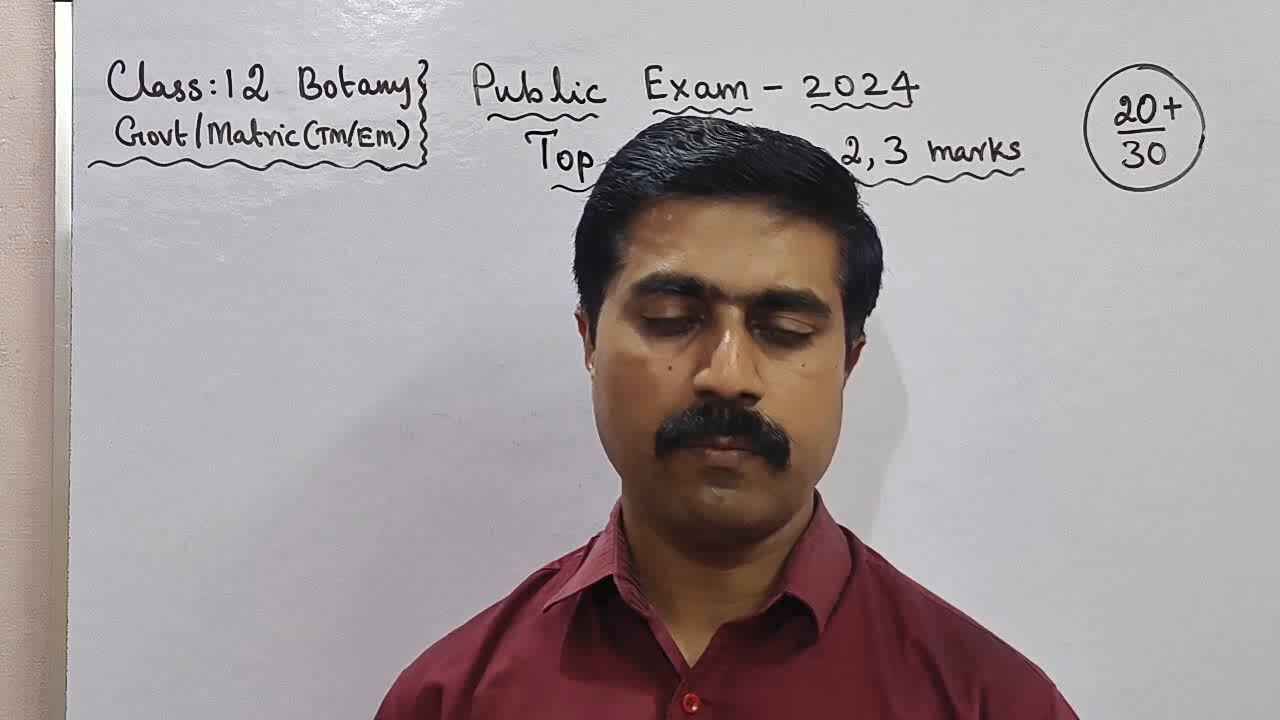 Class:12 Botany} Public Exam - 2024
Govt/Matric(TM/EM)} Top 2, 3 marks
20+
30